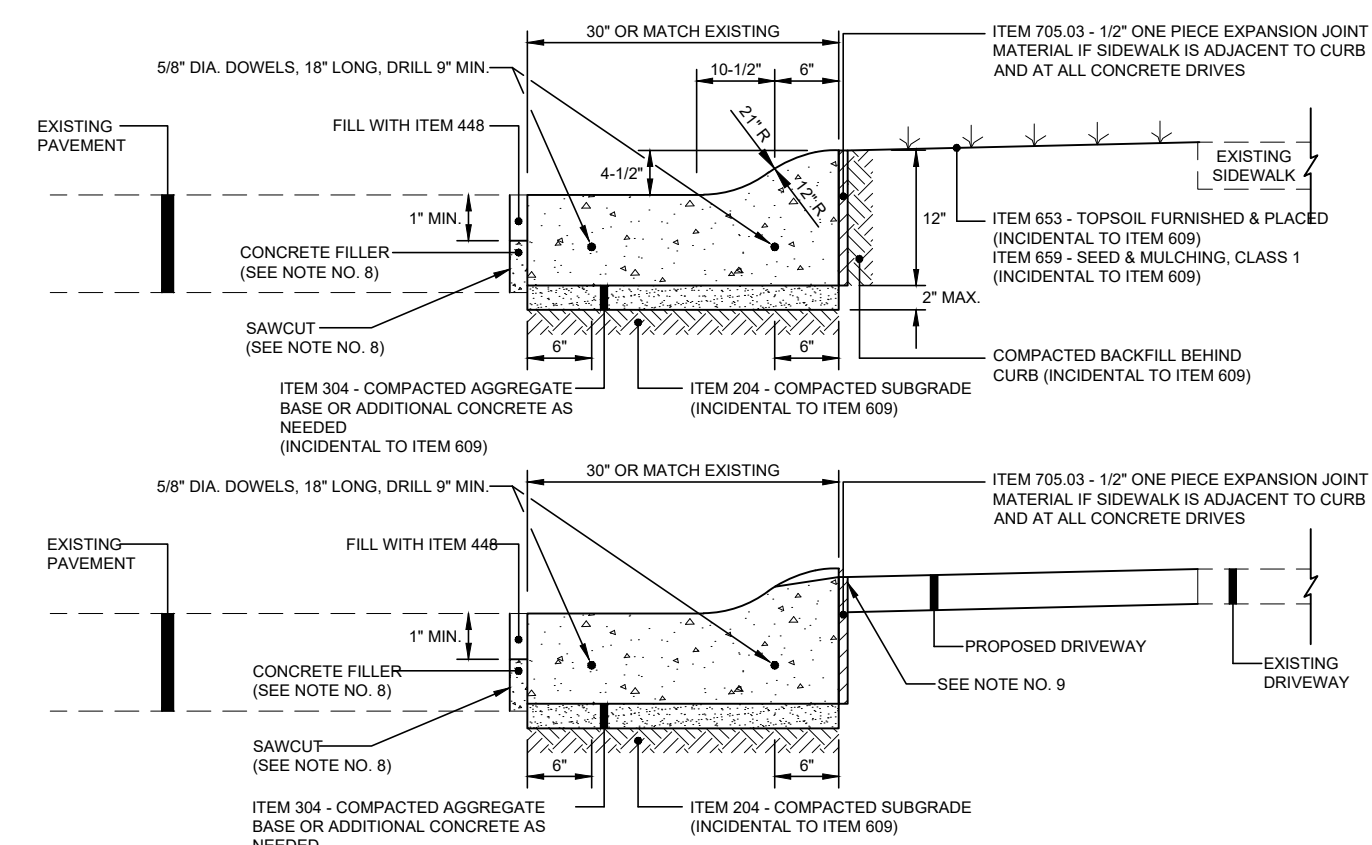 30" OR MATCH EXISTING
ITEM 705.03 - 1/2" ONE PIECE EXPANSION JOINT
MATERIAL IF SIDEWALK IS ADJACENT TO CURB
AND AT ALL CONCRETE DRIVES
5/8" DIA. DOWELS, 18" LONG, DRILL 9" MIN.
10-1/2"
6"
EXISTING
PAVEMENT
FILL WITH ITEM 448
21" R
4-1/2"
12" R
EXISTING
SIDEWALK
1" MIN.
12"
ITEM 653 - TOPSOIL FURNISHED & PLACED
(INCIDENTAL TO ITEM 609)
ITEM 659 - SEED & MULCHING, CLASS 1
(INCIDENTAL TO ITEM 609)
CONCRETE FILLER
(SEE NOTE NO. 8)
2" MAX.
SAWCUT
(SEE NOTE NO. 8)
6"
6"
COMPACTED BACKFILL BEHIND
CURB (INCIDENTAL TO ITEM 609)
ITEM 304 - COMPACTED AGGREGATE
BASE OR ADDITIONAL CONCRETE AS
NEEDED
(INCIDENTAL TO ITEM 609)
ITEM 204 - COMPACTED SUBGRADE
(INCIDENTAL TO ITEM 609)
30" OR MATCH EXISTING
ITEM 705.03 - 1/2" ONE PIECE EXPANSION JOINT
MATERIAL IF SIDEWALK IS ADJACENT TO CURB
AND AT ALL CONCRETE DRIVES
5/8" DIA. DOWELS, 18" LONG, DRILL 9" MIN.
EXISTING
PAVEMENT
FILL WITH ITEM 448
1" MIN.
PROPOSED DRIVEWAY
CONCRETE FILLER
(SEE NOTE NO. 8)
SEE NOTE NO. 9
EXISTING
DRIVEWAY
SAWCUT
(SEE NOTE NO. 8)
6"
6"
ITEM 304 - COMPACTED AGGREGATE
BASE OR ADDITIONAL CONCRETE AS
NEEDED
ITEM 204 - COMPACTED SUBGRADE
(INCIDENTAL TO ITEM 609)